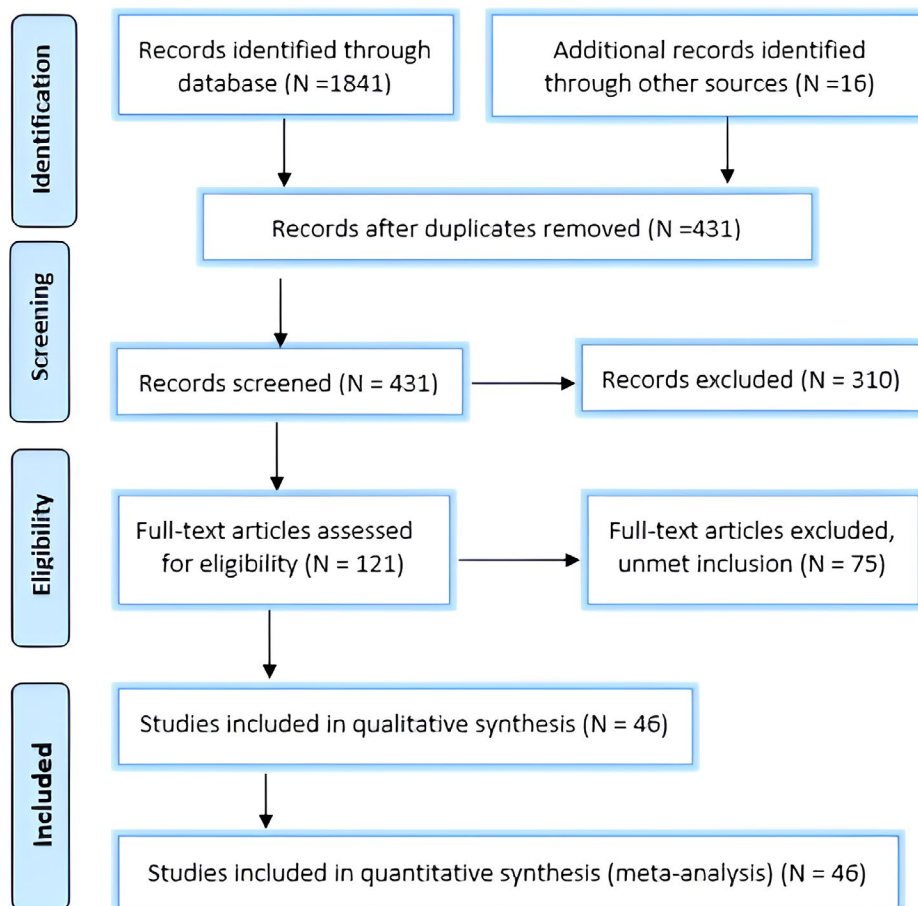 Identification
Records identified through
database (N =1841)
Additional records identified
through other sources (N =16)
Records after duplicates removed (N =431)
Screening
Records screened (N = 431)
Records excluded (N = 310)
Eligibility
Full-text articles assessed
for eligibility (N = 121)
Full-text articles excluded,
unmet inclusion (N = 75)
Included
Studies included in qualitative synthesis (N = 46)
Studies included in quantitative synthesis (meta-analysis) (N = 46)